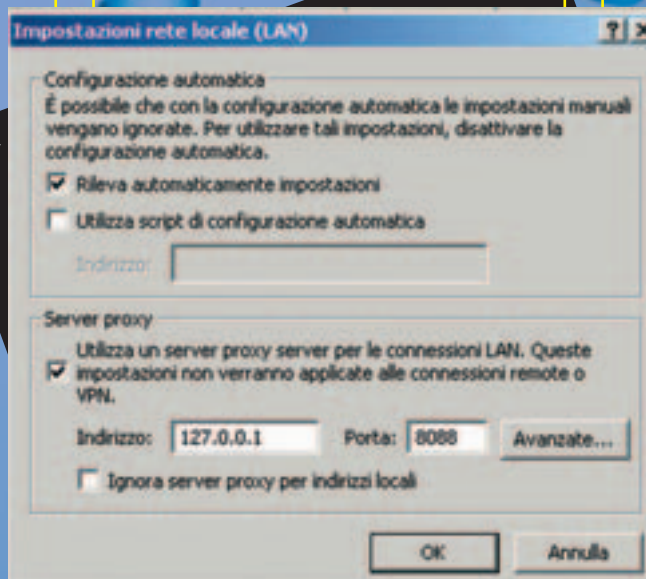 Impostazioni rete locale (LAN)
Configurazione automatica
È possibile che con la configurazione automatica le impostazioni manuali
vengano ignorate. Per utilizzare tali impostazioni, disattivare la
configurazione automatica.
Rileva automaticamente impostazioni
Utilizza script di configurazione automatica
Indirizzo:
Server proxy
Utilizza un server proxy server per le connessioni LAN. Queste
impostazioni non verranno applicate alle connessioni remote o
VPN.
Indirizzo: 127.0.0.1 Porta: 8088 Avanzate...
Ignora server proxy per indirizzi locali
OK Annulla